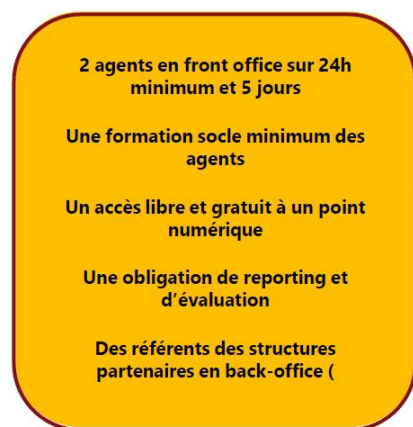 2 agents en front office sur 24h
minimum et 5 jours
Une formation socle minimum des
agents
Un accès libre et gratuit à un point
numérique
Une obligation de reporting et
d'évaluation
Des référents des structures
partenaires en back-office (